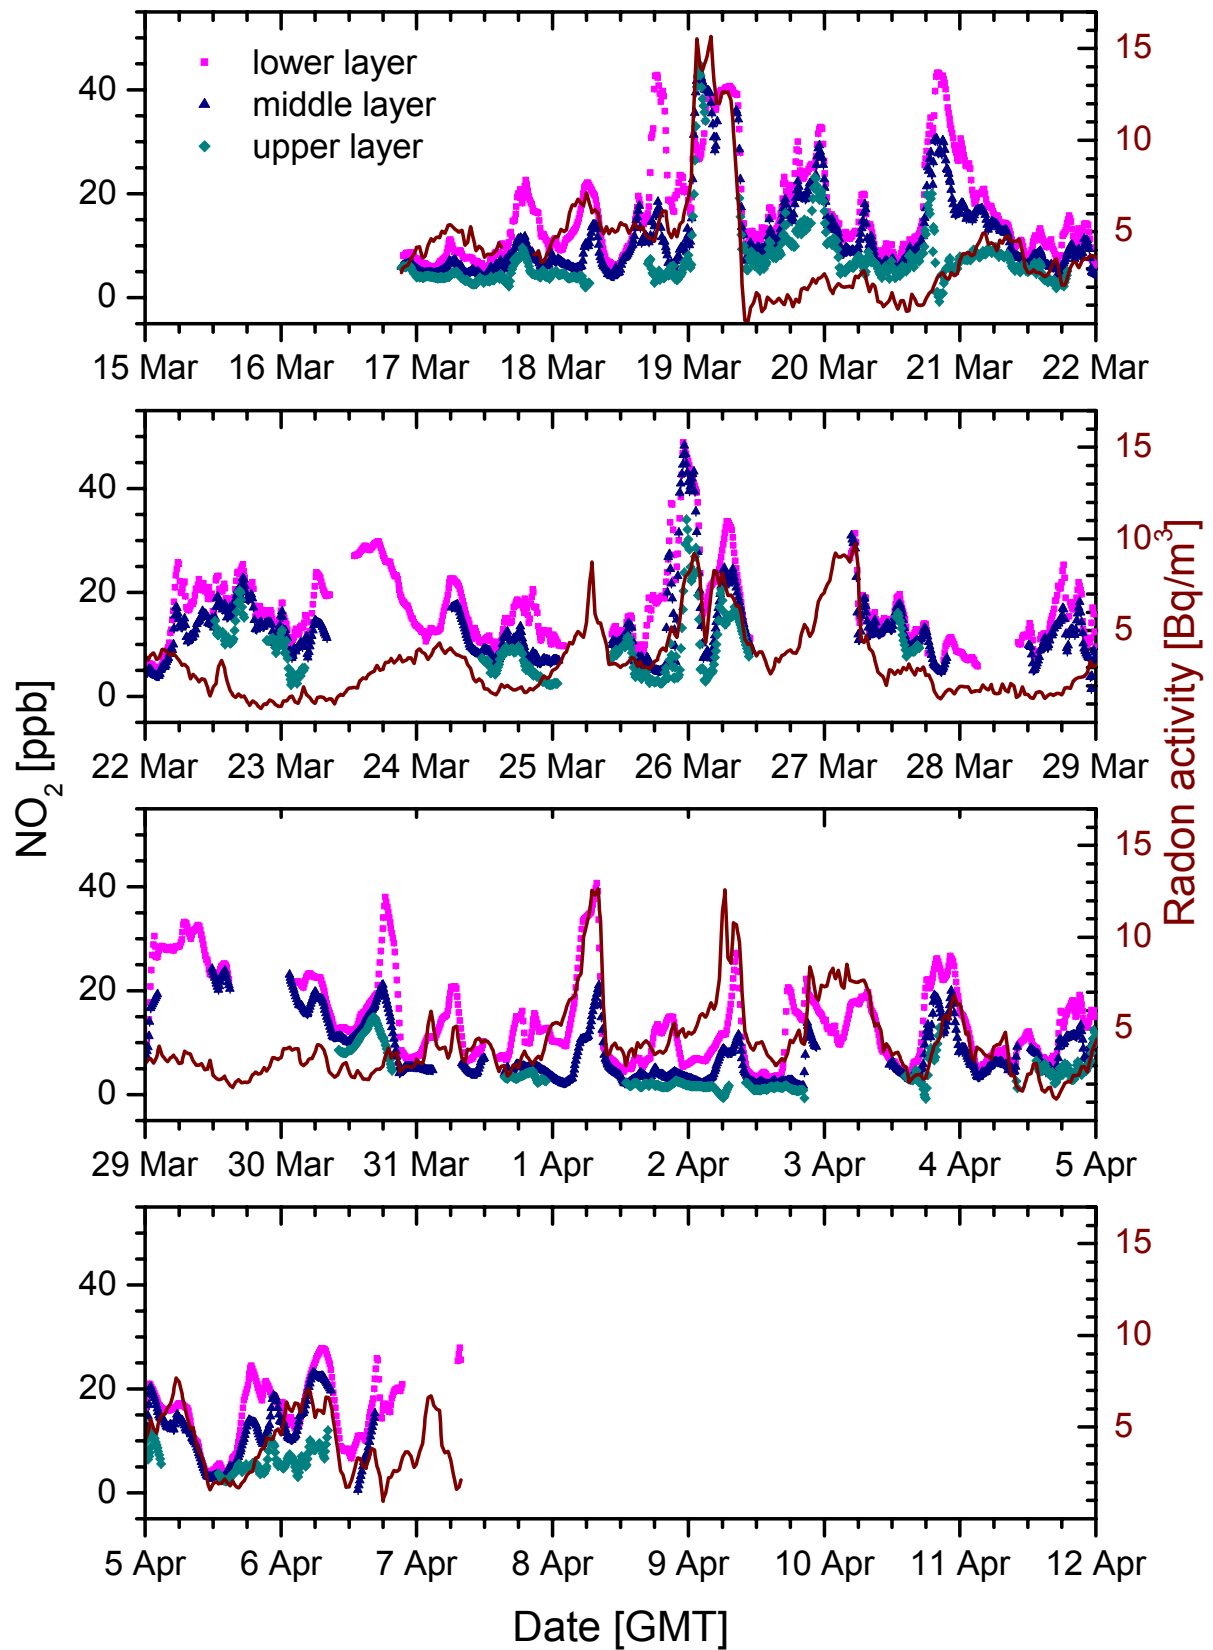 lower layer
middle layer
upper layer
40
20
0
15
10
5
15 Mar 16 Mar 17 Mar 18 Mar 19 Mar 20 Mar 21 Mar 22 Mar
40
20
0
15
10
5
22 Mar 23 Mar 24 Mar 25 Mar 26 Mar 27 Mar 28 Mar 29 Mar
NO₂ [ppb]
Radon activity [Bq/m³]
40
20
0
15
10
5
29 Mar 30 Mar 31 Mar 1 Apr 2 Apr 3 Apr 4 Apr 5 Apr
40
20
0
15
10
5
5 Apr 6 Apr 7 Apr 8 Apr 9 Apr 10 Apr 11 Apr 12 Apr
Date [GMT]